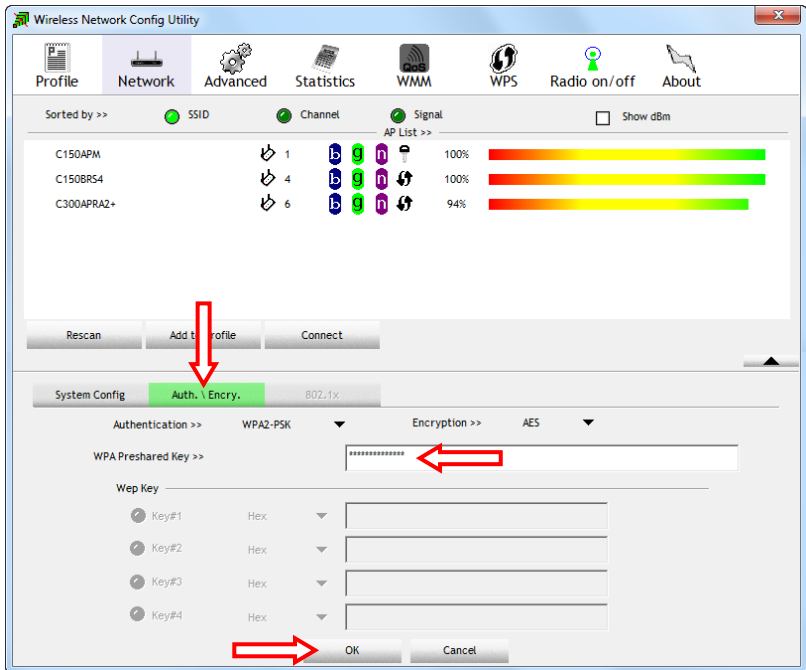 Wireless Network Config Utility
x
Profile Network Advanced Statistics QoS WMM WPS Radio on/off About
Sorted by >> SSID Channel Signal Show dBm
AP List >>
C150APM 1 b g n 100%
C150BRS4 4 b g n 100%
C300APRA2+ 6 b g n 94%
Rescan Add t rofile Connect
System Config Auth. \ Encry. 802.1x
Authentication >> WPA2-PSK Encryption >> AES
WPA Preshared Key >> **************
Wep Key
Key#1 Hex
Key#2 Hex
Key#3 Hex
Key#4 Hex
OK Cancel